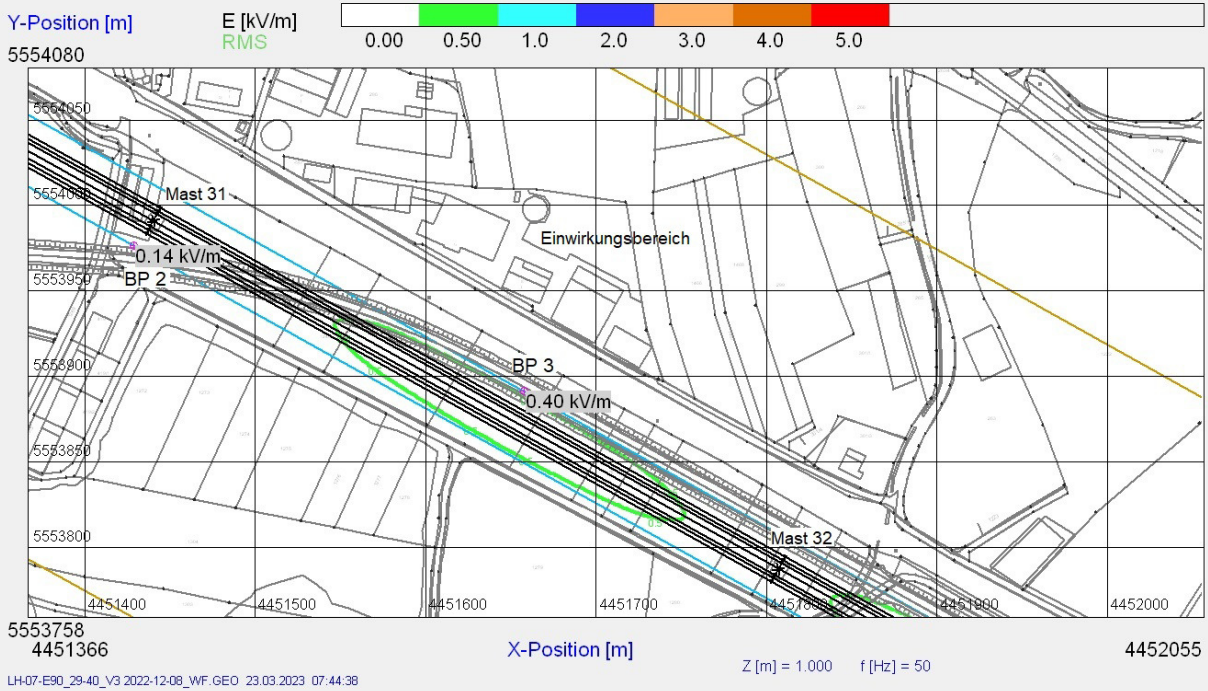 Y-Position [m]
E [kV/m]
RMS
0.00 0.50 1.0 2.0 3.0 4.0 5.0
5554080
5554050
Mast 31
5554000
Einwirkungsbereich
0.14 kV/m
BP 2
5553950
BP 3
5553900
0.40 kV/m
5553850
0.5
Mast 32
5553800
4451400 4451500 4451600 4451700 4451800 4451900 4452000
5553758
4451366
X-Position [m]
4452055
Z [m] = 1.000 f [Hz] = 50
LH-07-E90_29-40_V3 2022-12-08_WF.GEO 23.03.2023 07:44:38